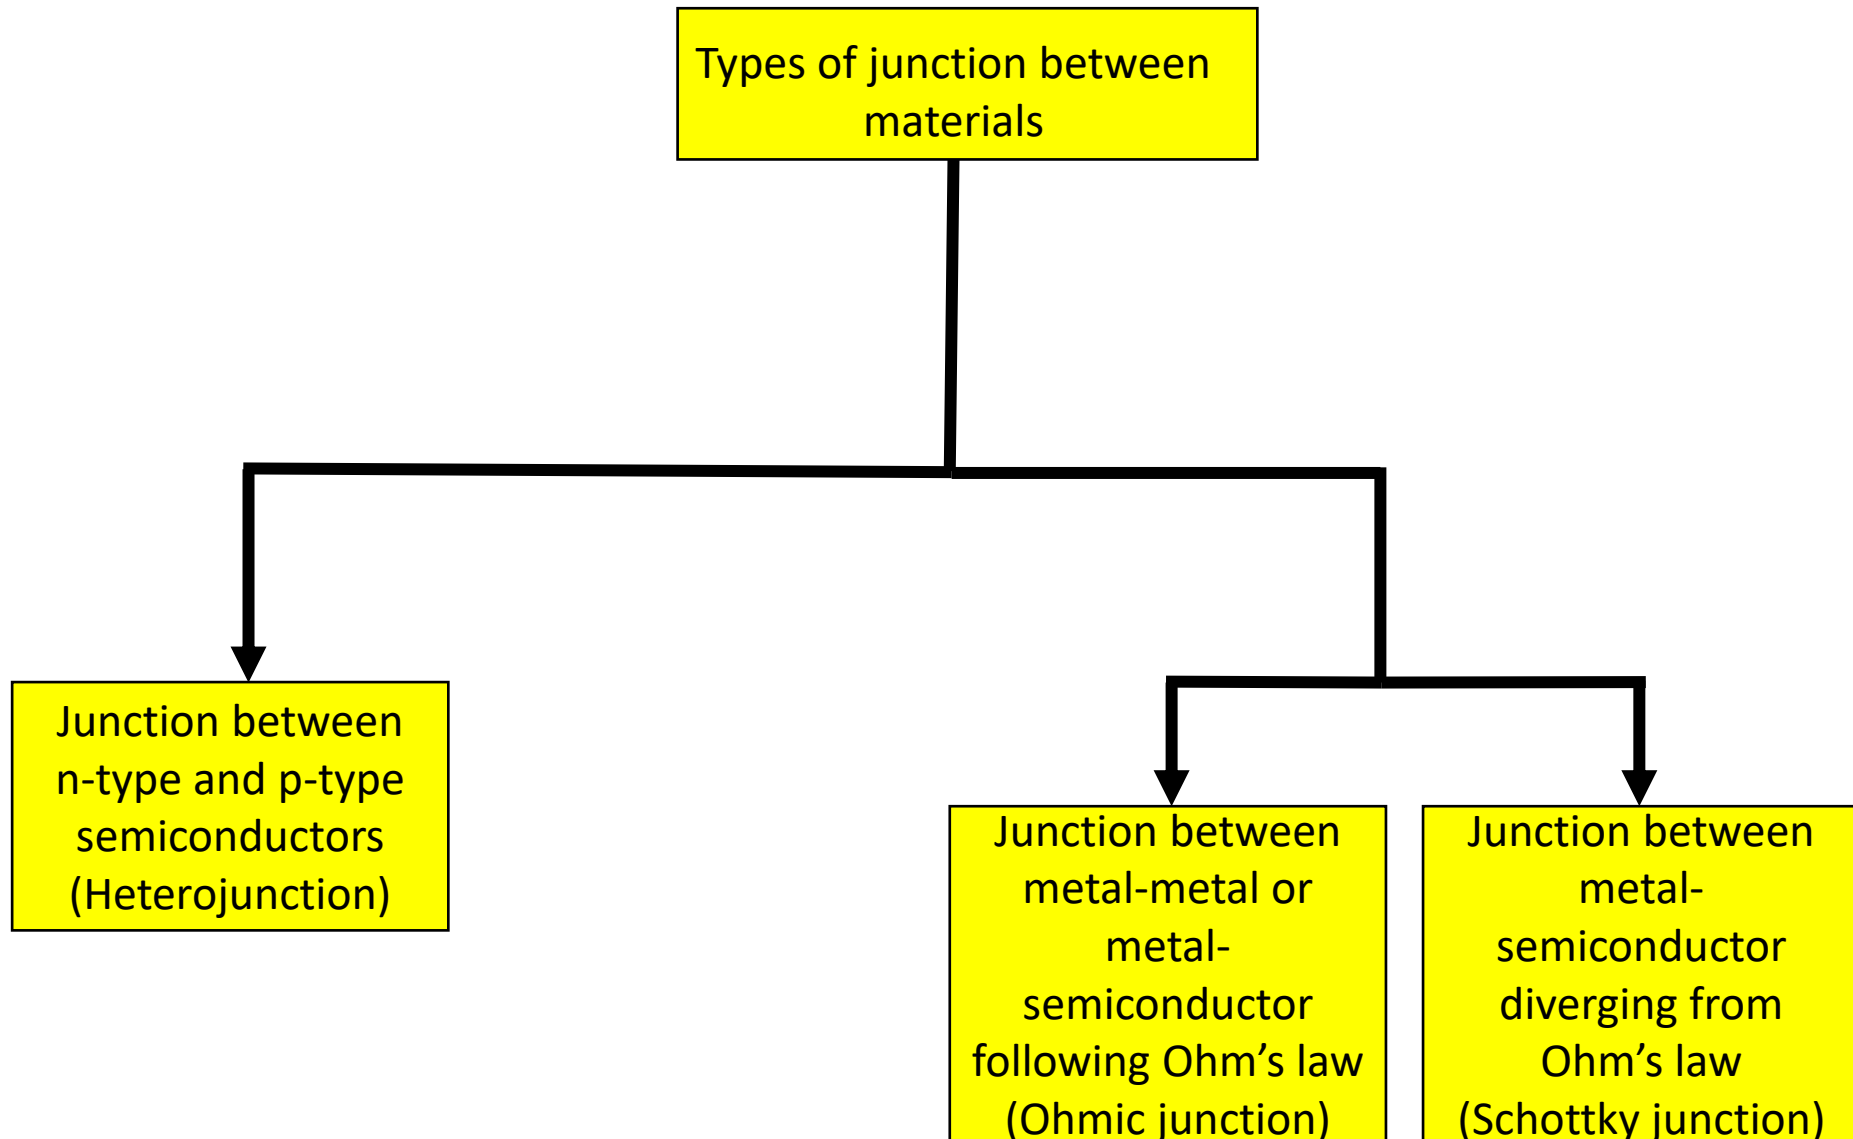 Types of junction between
materials
Junction between
n-type and p-type
semiconductors
(Heterojunction)
Junction between
metal-metal or
metal-
semiconductor
following Ohm’s law
(Ohmic junction)
Junction between
metal-
semiconductor
diverging from
Ohm’s law
(Schottky junction)